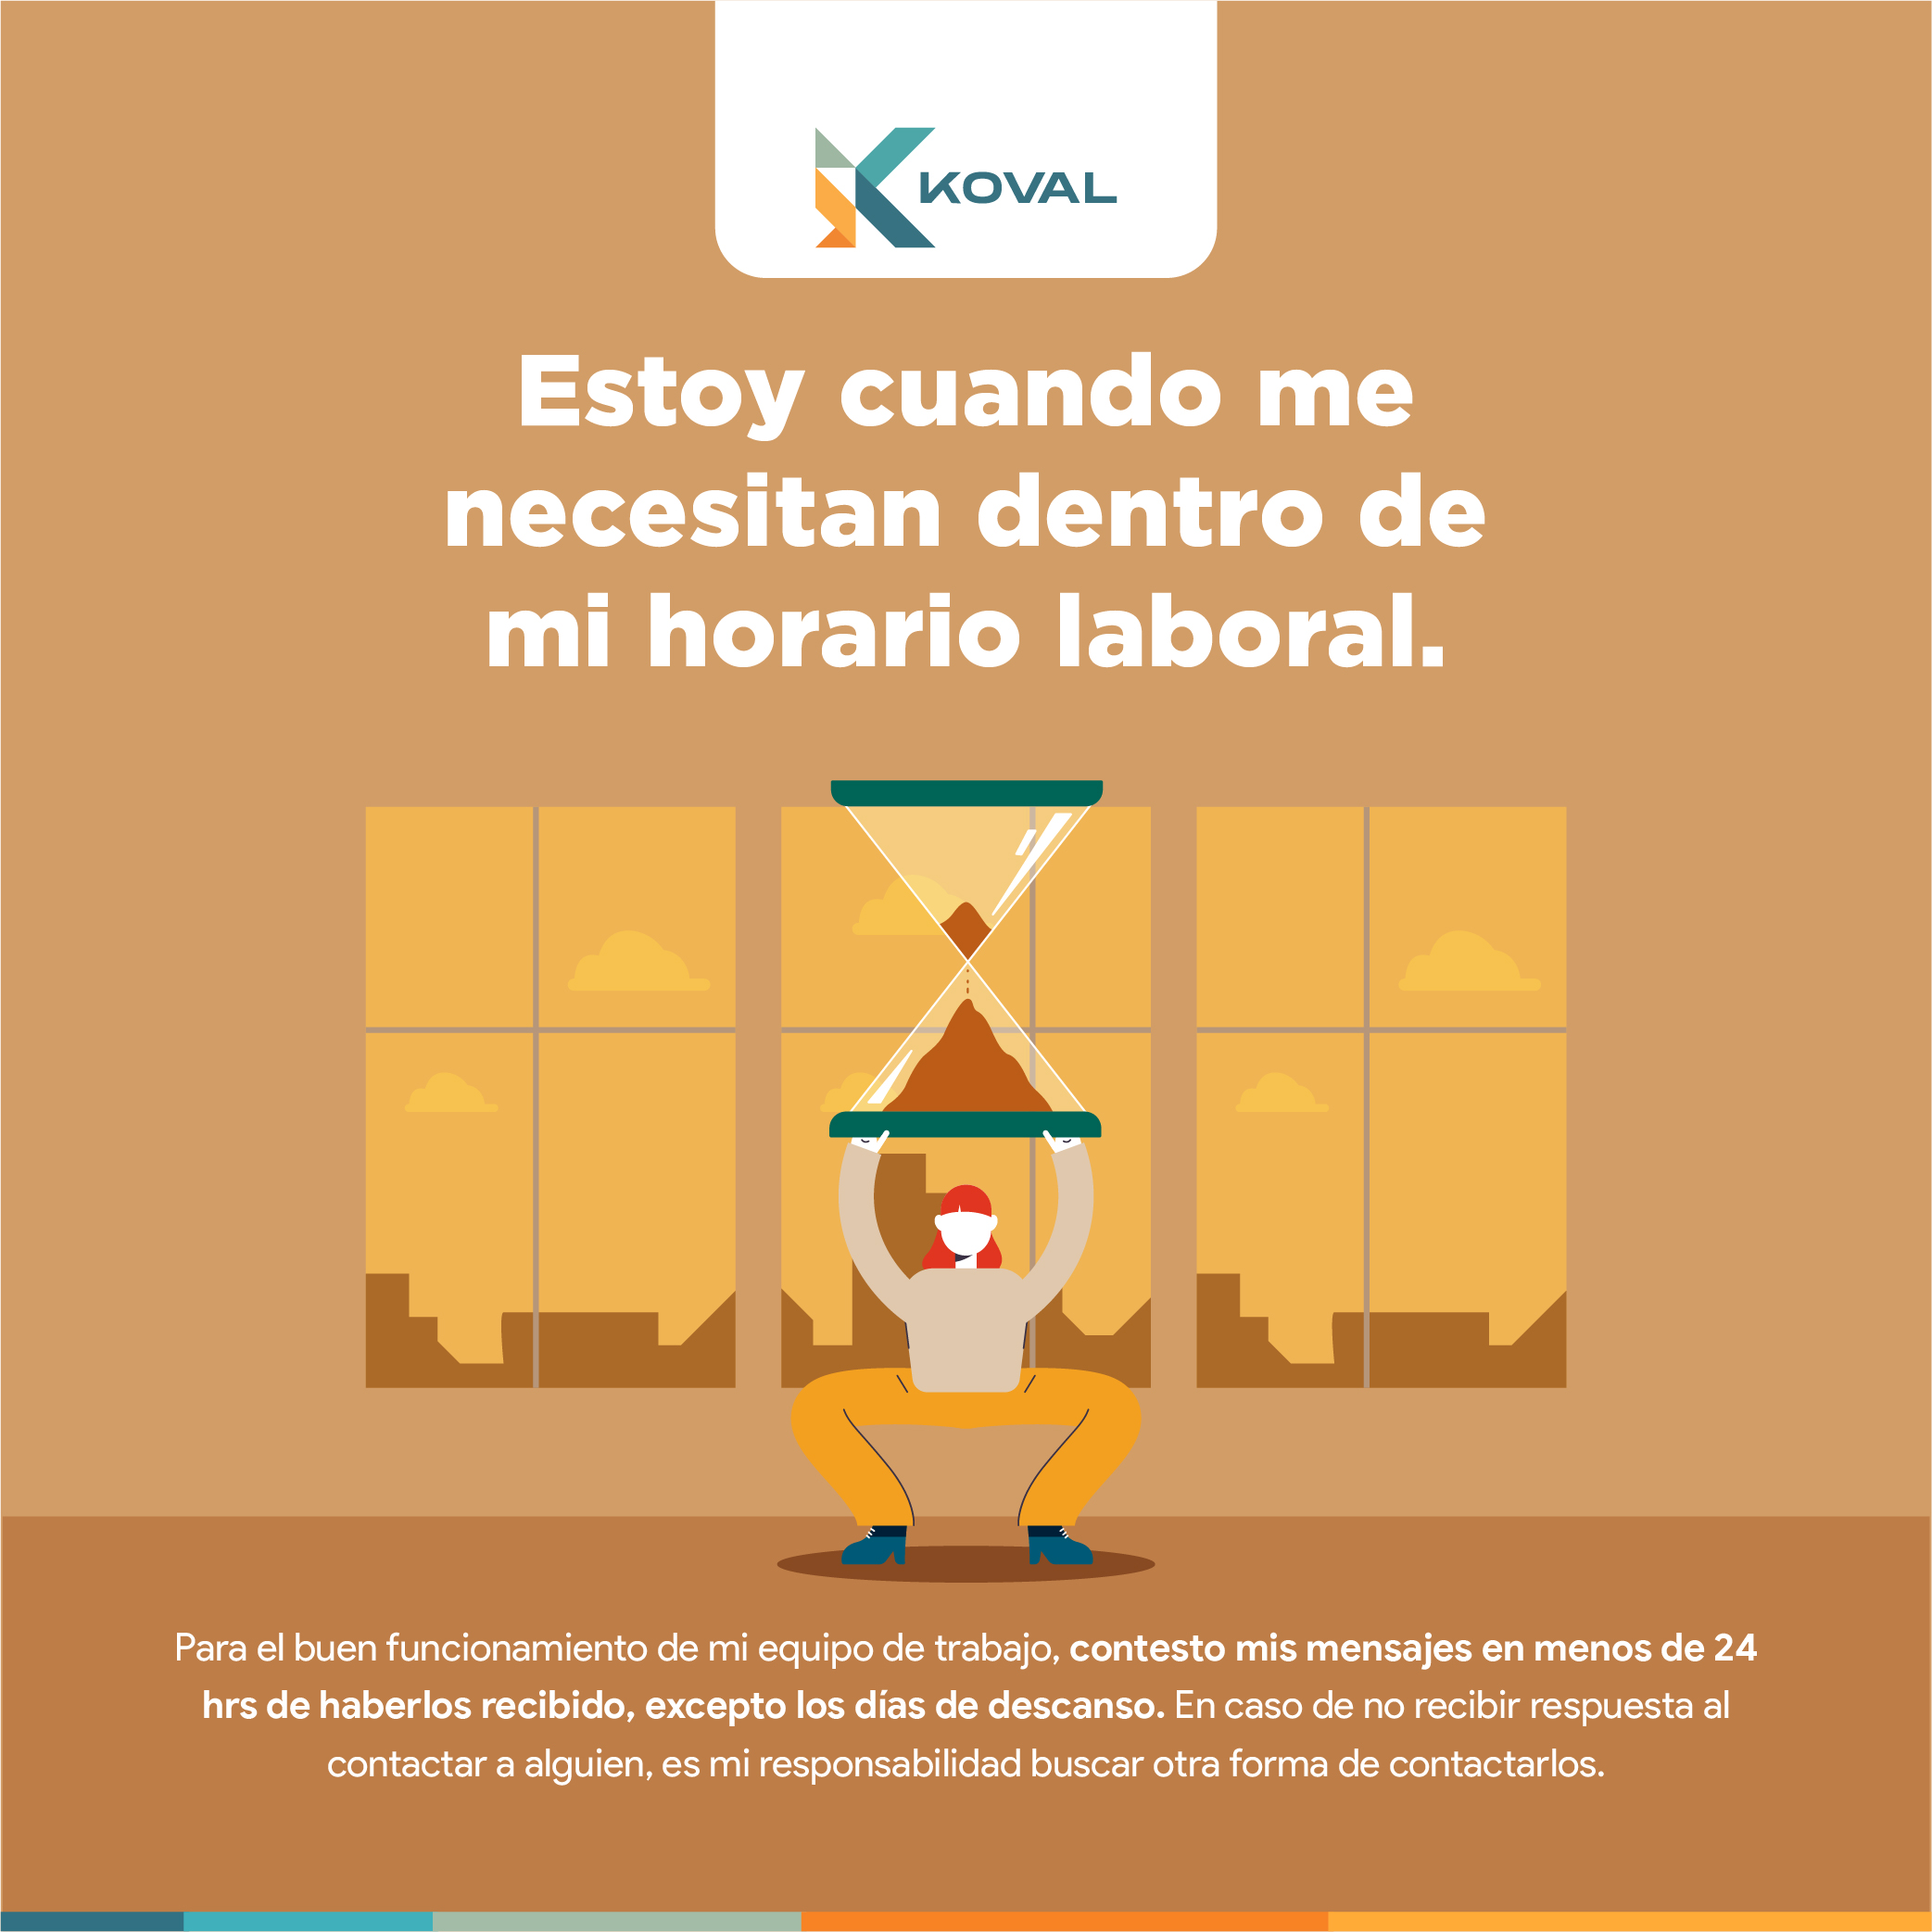 KOVAL
Estoy cuando me
necesitan dentro de
mi horario laboral.
Para el buen funcionamiento de mi equipo de trabajo, contesto mis mensajes en menos de 24
hrs de haberlos recibido, excepto los días de descanso. En caso de no recibir respuesta al
contactar a alguien, es mi responsabilidad buscar otra forma de contactarlos.